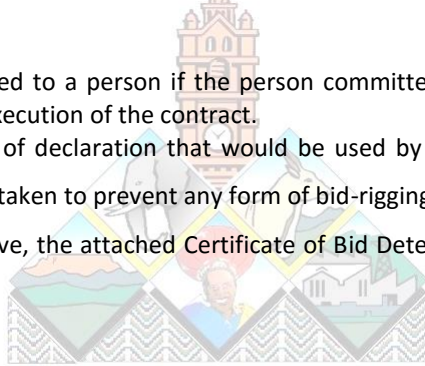 ed to a person if the person committe
xecution of the contract.
of declaration that would be used by
taken to prevent any form of bid-rigging
ve, the attached Certificate of Bid Dete